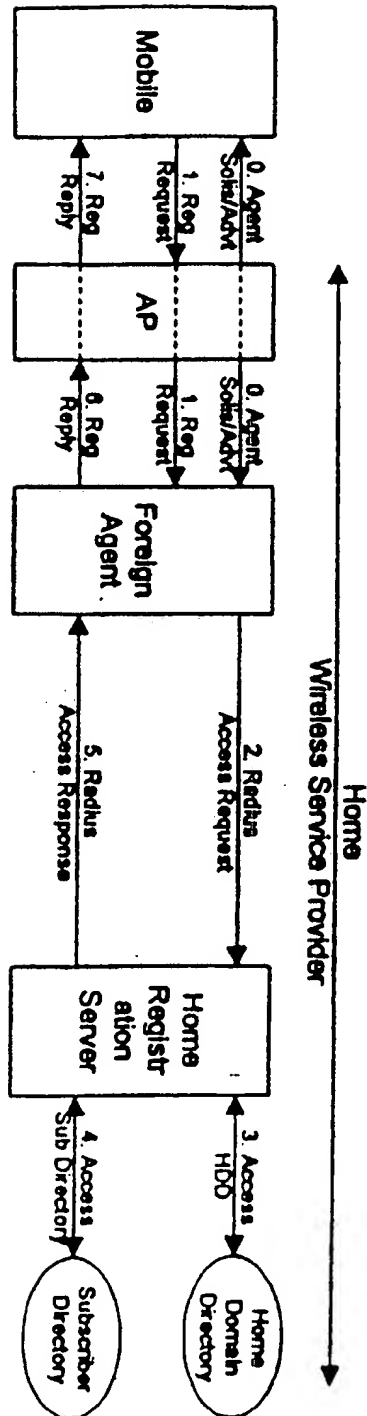 Home
Wireless Service Provider
Mobile
0. Agent
Solis/Advt
1. Reg
Request
7. Reg
Reply
AP
0. Agent
Solis/Advt
1. Reg
Request
6. Reg
Reply
Foreign
Agent.
2. Radius
Access Request
5. Radius
Access Response
Home
Registr
ation
Server
3. Access
HDD
4. Access
Sub Directory
Home
Domain
Directory
Subscriber
Directory